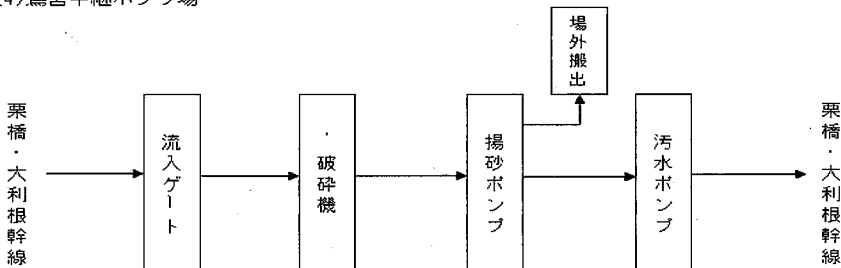 鷲宮中継ポンプ場
場外搬出
栗橋・大利根幹線
流入ゲート
破砕機
揚砂ポンプ
汚水ポンプ
栗橋・大利根幹線